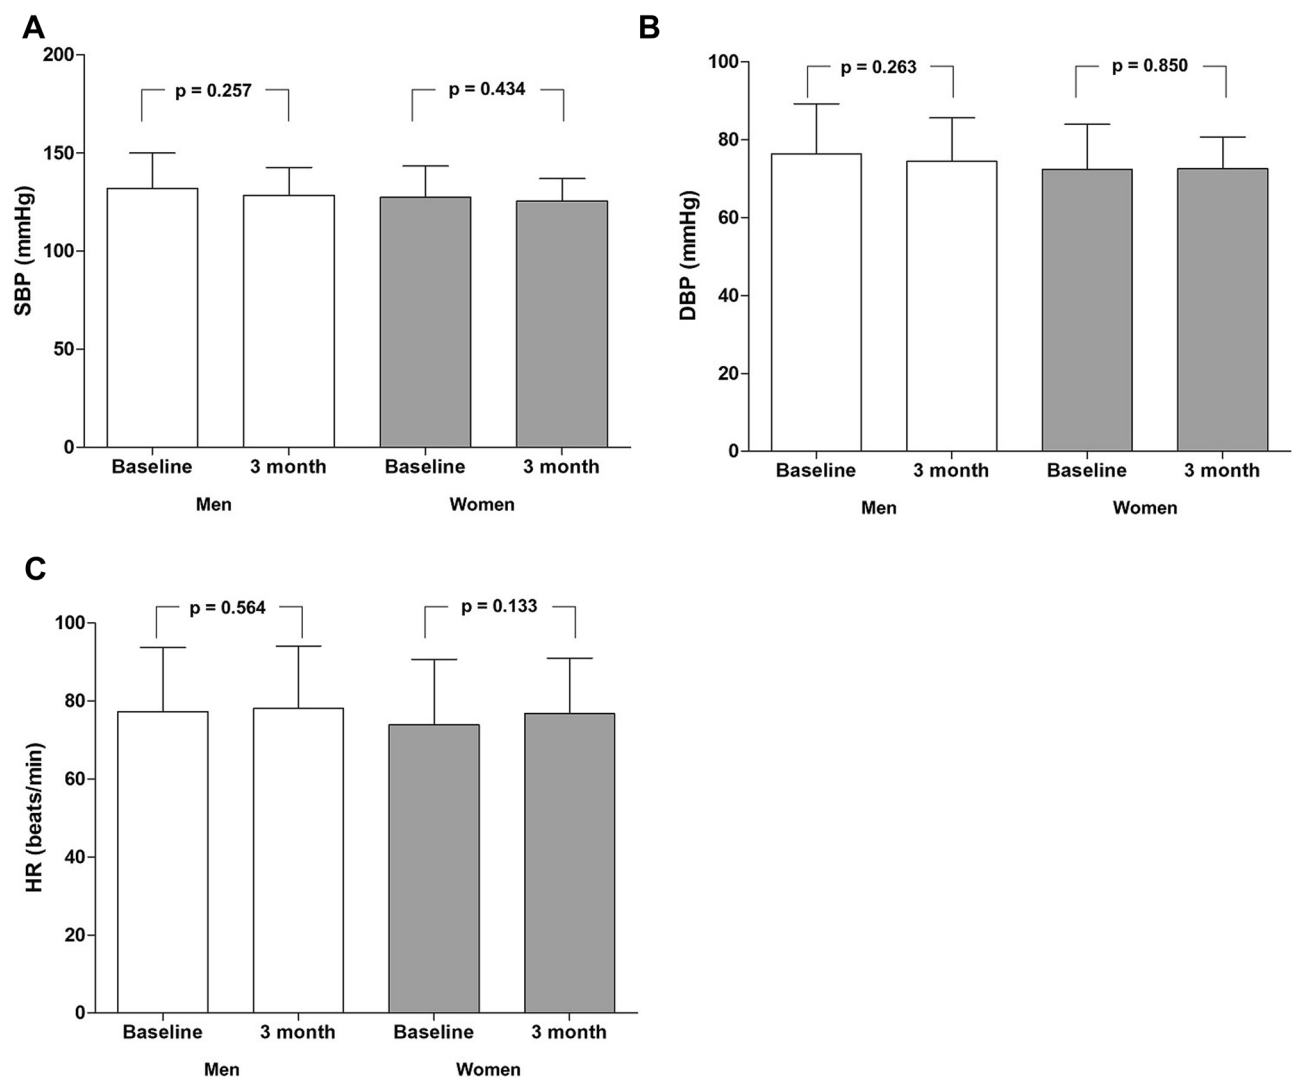 A
SBP (mmHg)
200
150
100
50
0
p = 0.257
p = 0.434
Baseline 3 month Baseline 3 month
Men Women
B
DBP (mmHg)
100
80
60
40
20
0
p = 0.263
p = 0.850
Baseline 3 month Baseline 3 month
Men Women
C
HR (beats/min)
100
80
60
40
20
0
p = 0.564
p = 0.133
Baseline 3 month Baseline 3 month
Men Women